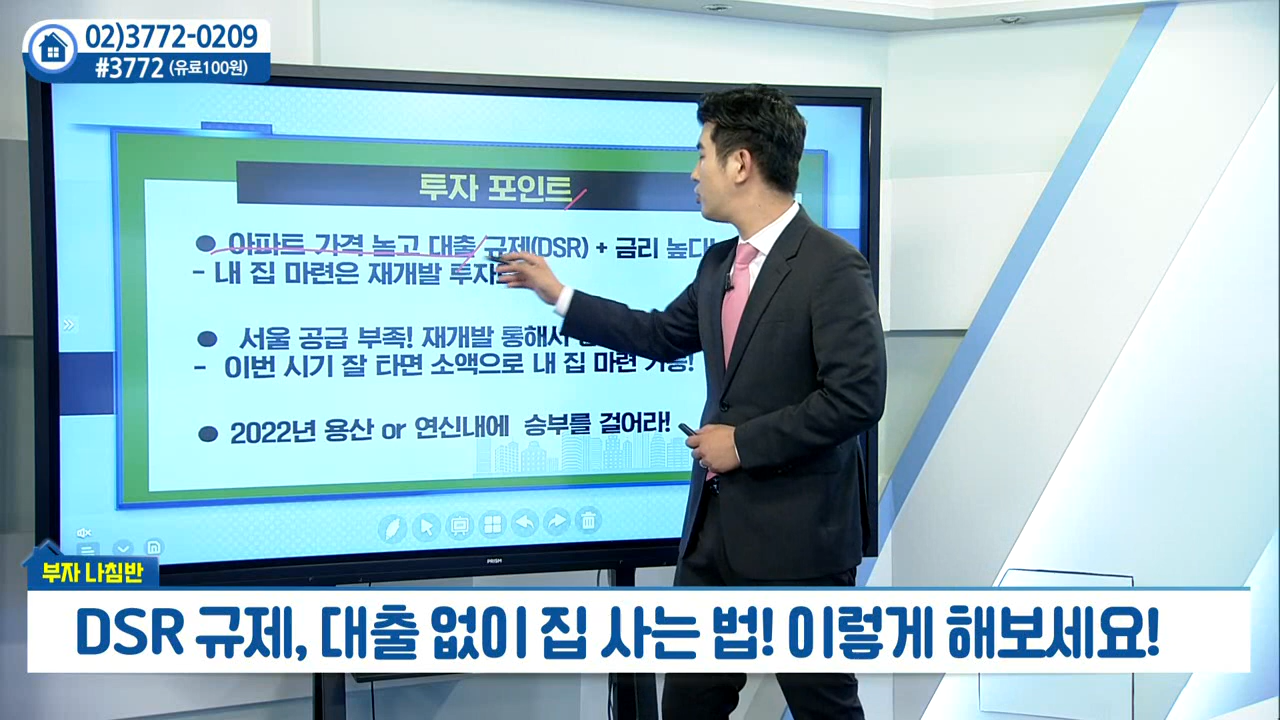 02)3772-0209
#3772 (유료100원)
투자 포인트
● 아파트 가격 놀고 대출 규제(DSR) + 금리 높다!
- 내 집 마련은 재개발 투자로
● 서울 공급 부족! 재개발 통해서
- 이번 시기 잘 타면 소액으로 내 집 마련 가능!
● 2022년 용산 or 연신내에 승부를 걸어라!
PRISM
부자 나침반
DSR 규제, 대출 없이 집 사는 법! 이렇게 해보세요!